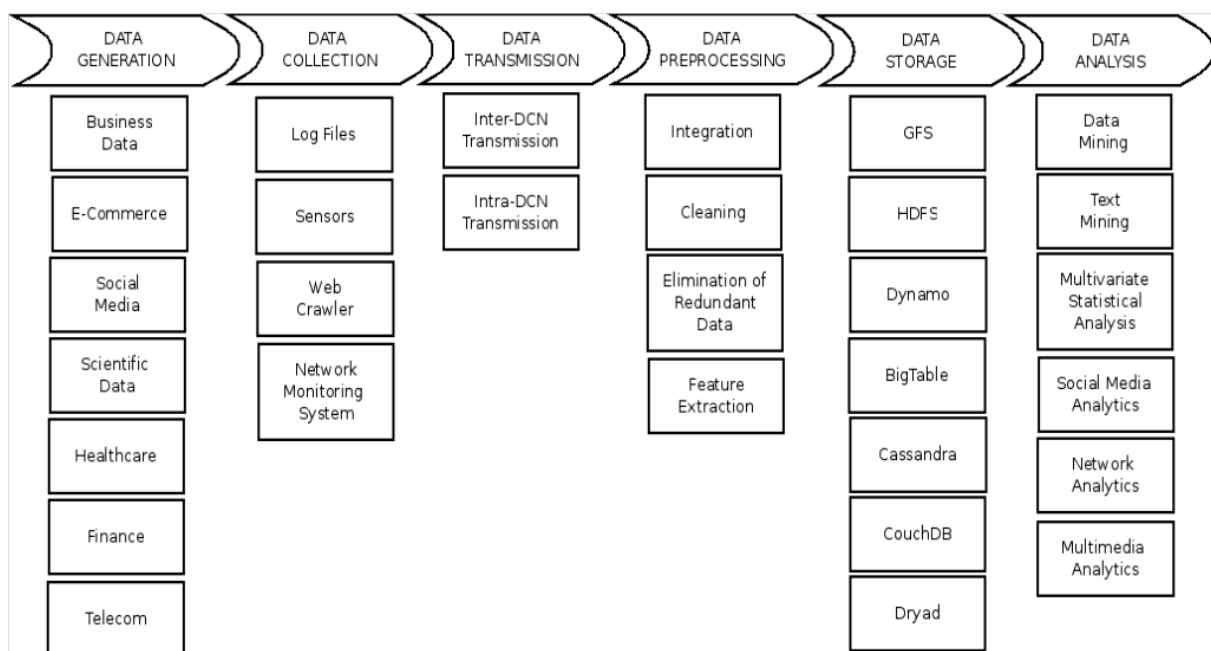 DATA
GENERATION
DATA
COLLECTION
DATA
TRANSMISSION
DATA
PREPROCESSING
DATA
STORAGE
DATA
ANALYSIS
Business
Data
E-Commerce
Social
Media
Scientific
Data
Healthcare
Finance
Telecom
Log Files
Sensors
Web
Crawler
Network
Monitoring
System
Inter-DCN
Transmission
Intra-DCN
Transmission
Integration
Cleaning
Elimination of
Redundant
Data
Feature
Extraction
GFS
HDFS
Dynamo
BigTable
Cassandra
CouchDB
Dryad
Data
Mining
Text
Mining
Multivariate
Statistical
Analysis
Social Media
Analytics
Network
Analytics
Multimedia
Analytics